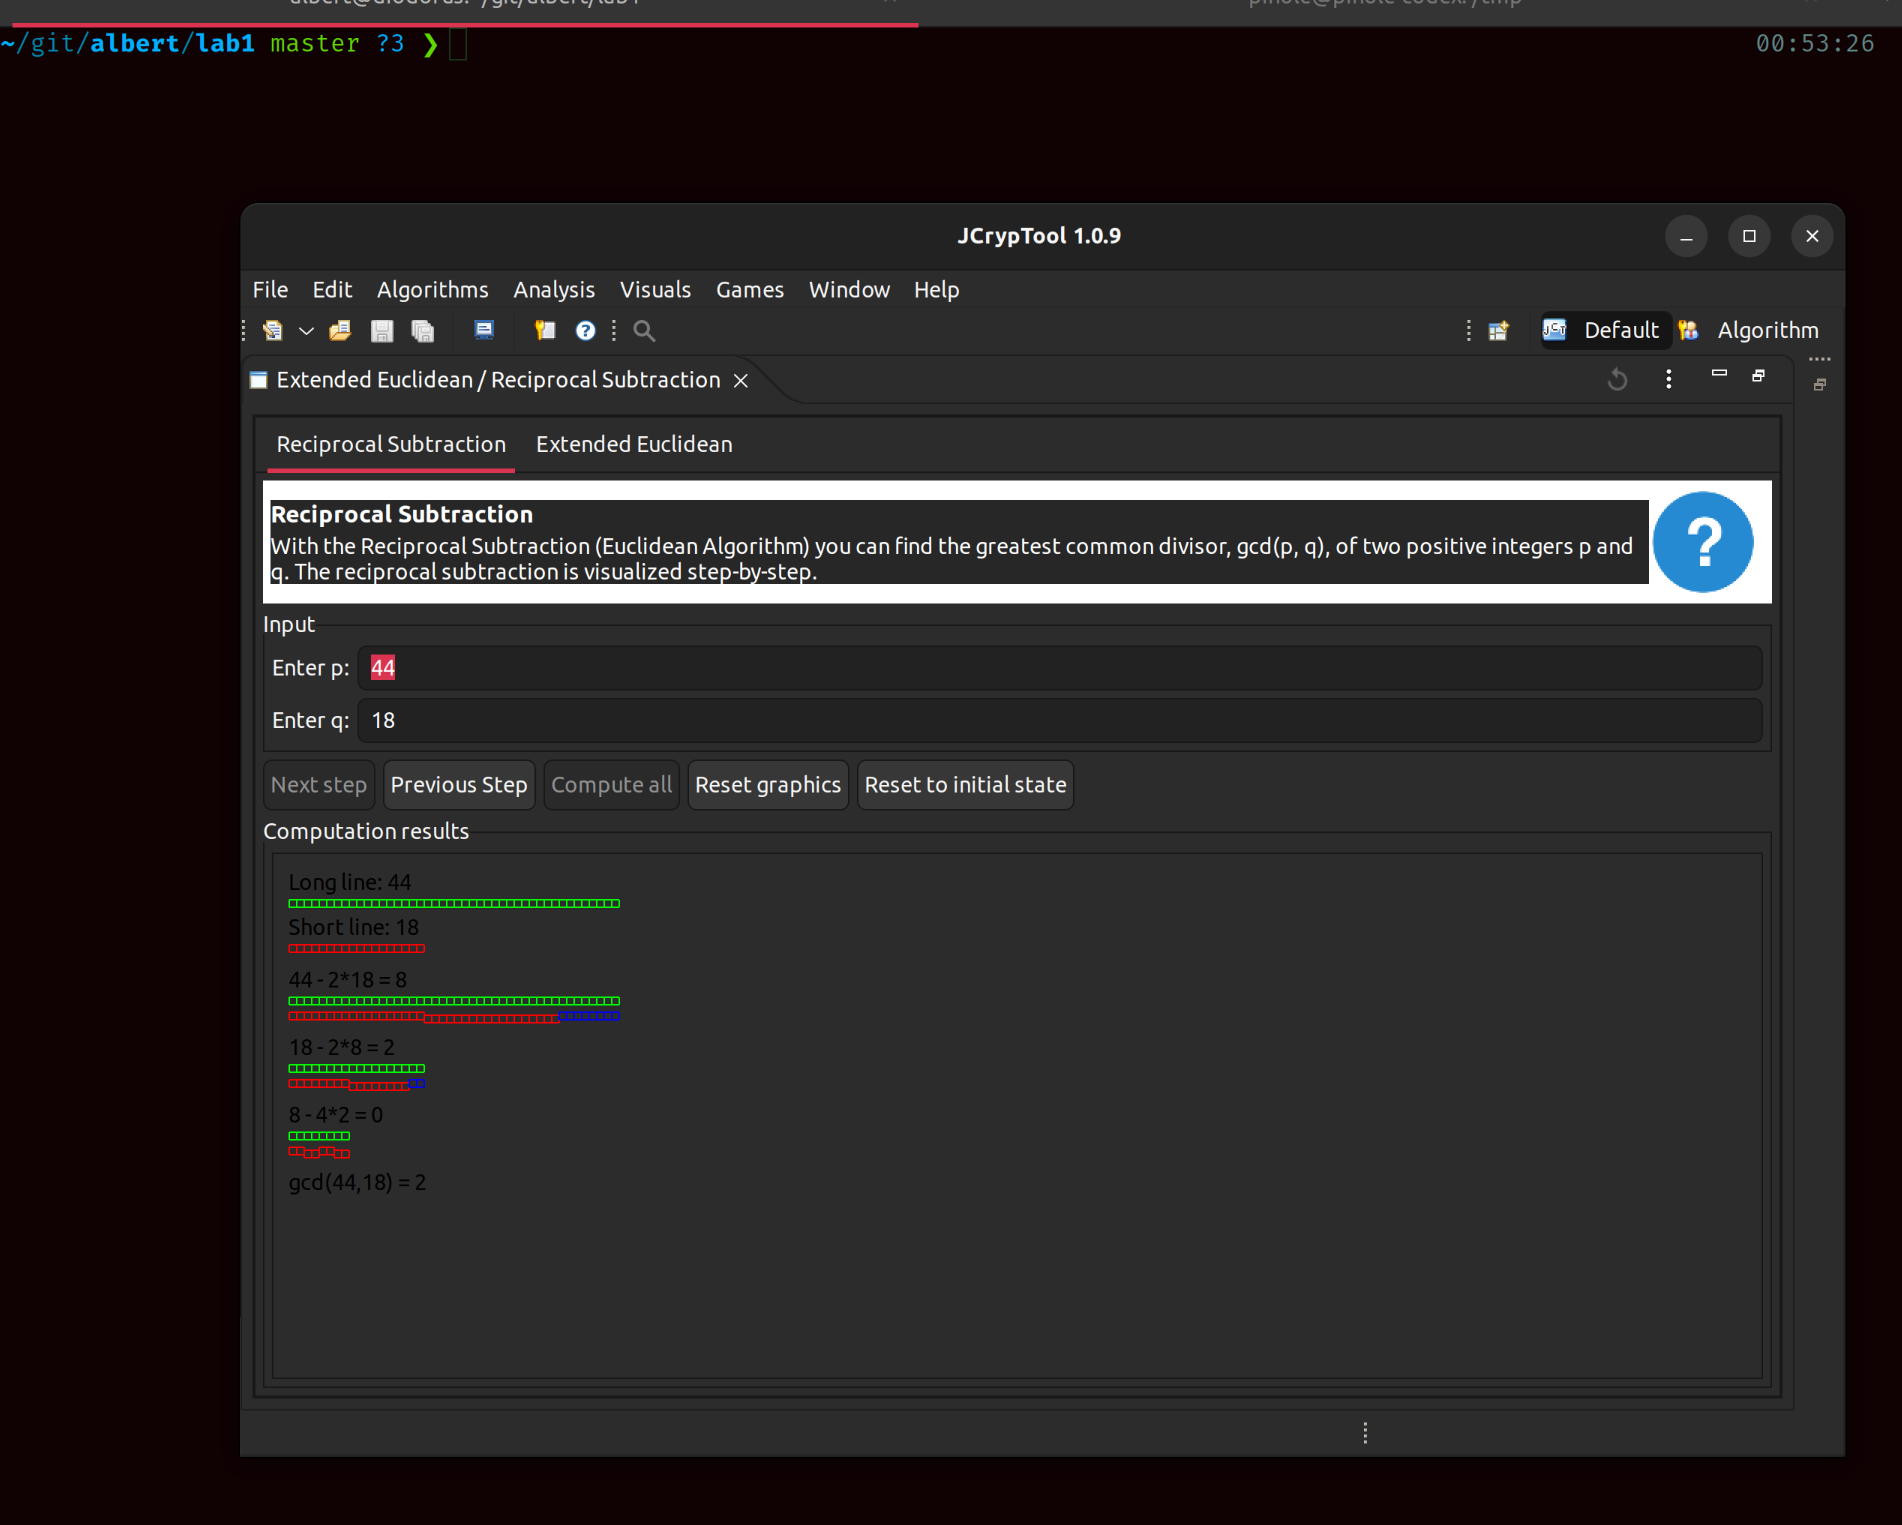 ~/git/albert/lab1 master ?3 ❯
00:53:26
JCrypTool 1.0.9
File Edit Algorithms Analysis Visuals Games Window Help
Default Algorithm
Extended Euclidean / Reciprocal Subtraction
Reciprocal Subtraction Extended Euclidean
Reciprocal Subtraction
With the Reciprocal Subtraction (Euclidean Algorithm) you can find the greatest common divisor, gcd(p, q), of two positive integers p and
q. The reciprocal subtraction is visualized step-by-step.
Input
Enter p: 44
Enter q: 18
Next step Previous Step Compute all Reset graphics Reset to initial state
Computation results
Long line: 44
Short line: 18
44 - 2*18 = 8
18 - 2*8 = 2
8 - 4*2 = 0
gcd(44,18) = 2